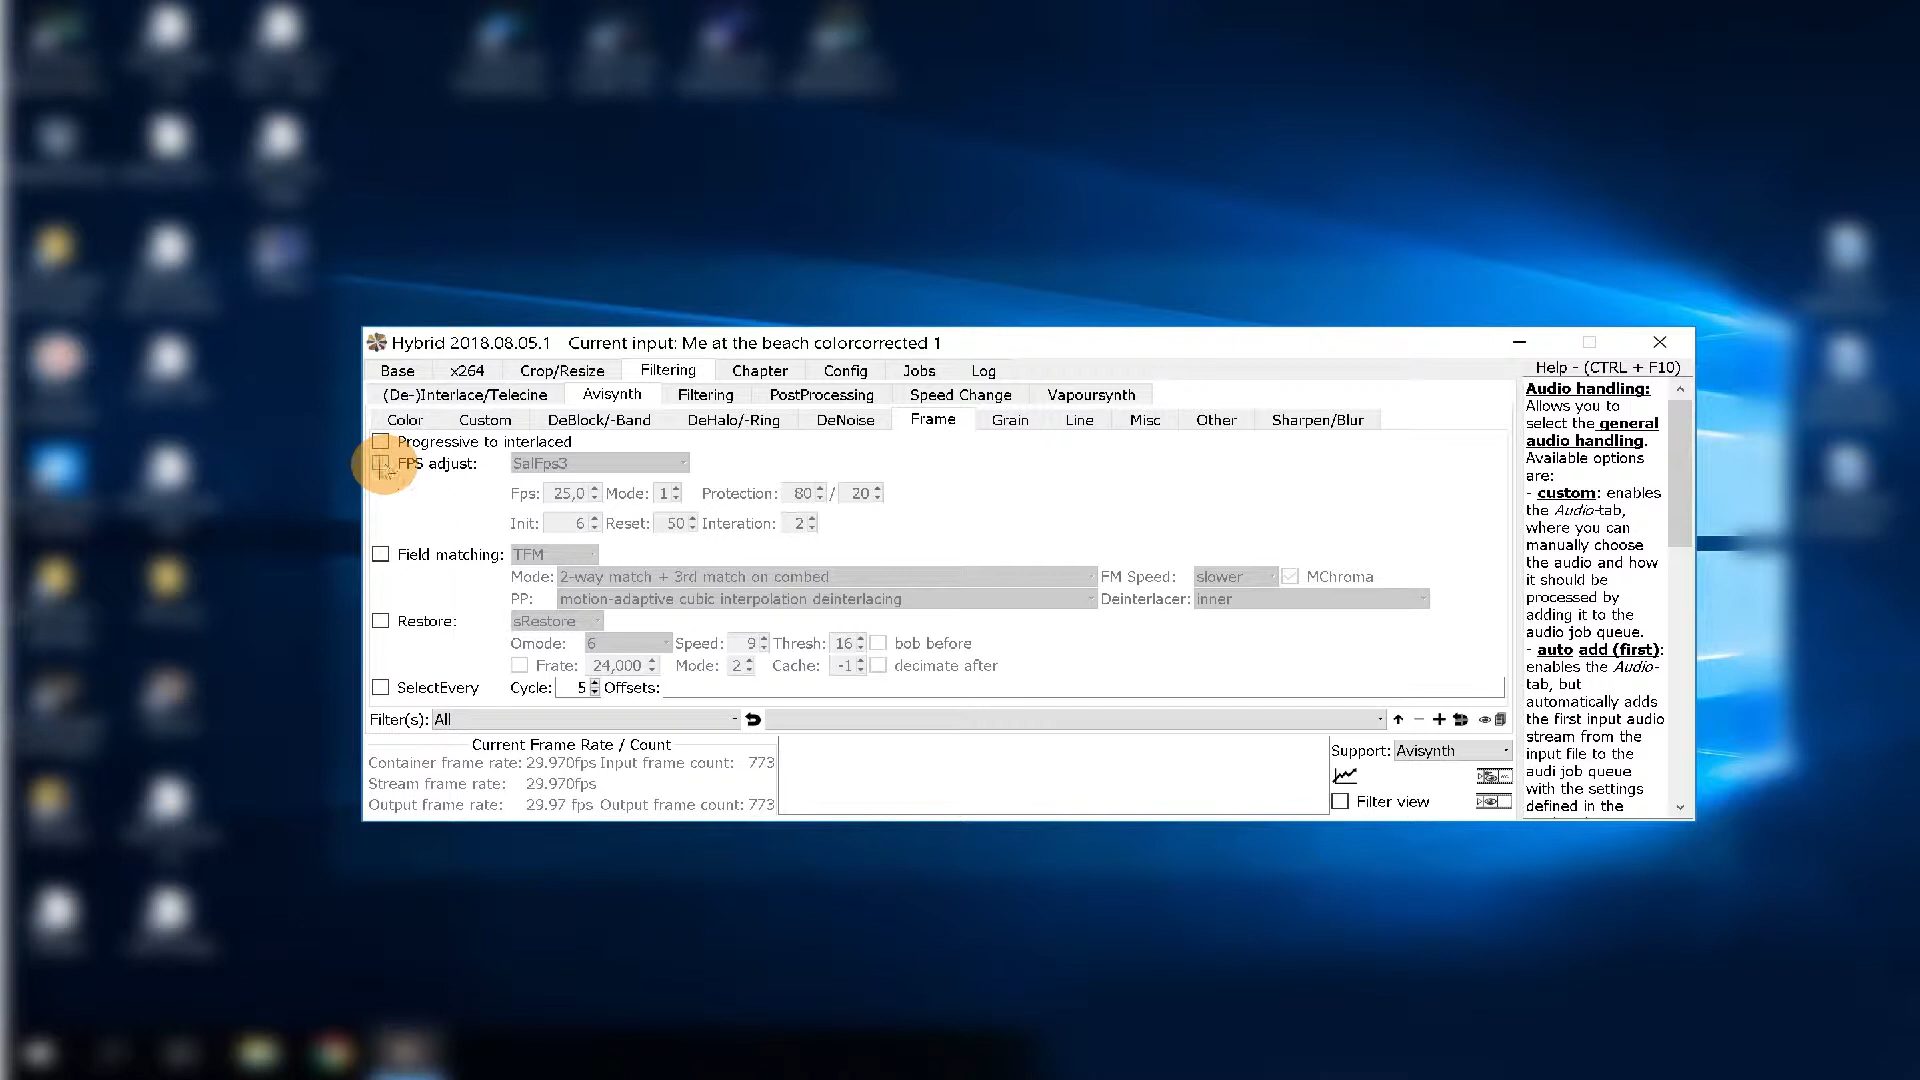 Hybrid 2018.08.05.1 Current input: Me at the beach colorcorrected 1
Base x264 Crop/Resize Filtering Chapter Config Jobs Log
(De-)Interlace/Telecine Avisynth Filtering PostProcessing Speed Change Vapoursynth
Color Custom DeBlock/-Band DeHalo/-Ring DeNoise Frame Grain Line Misc Other Sharpen/Blur
Progressive to interlaced
FPS adjust: SalFps3
Fps: 25,0 Mode: 1 Protection: 80 / 20
Init: 6 Reset: 50 Interation: 2
Field matching: TFM
Mode: 2-way match + 3rd match on combed FM Speed: slower MChroma
PP: motion-adaptive cubic interpolation deinterlacing Deinterlacer: inner
Restore: sRestore
Omode: 6 Speed: 9 Thresh: 16 bob before
Frate: 24,000 Mode: 2 Cache: -1 decimate after
SelectEvery Cycle: 5 Offsets:
Filter(s): All
Current Frame Rate / Count
Container frame rate: 29.970fps Input frame count: 773
Stream frame rate: 29.970fps
Output frame rate: 29.97 fps Output frame count: 773
Support: Avisynth
Filter view
Help - (CTRL + F10)
Audio handling:
Allows you to
select the general
audio handling.
Available options
are:
- custom: enables
the Audio-tab,
where you can
manually choose
the audio and how
it should be
processed by
adding it to the
audio job queue.
- auto add (first):
enables the Audio-
tab, but
automatically adds
the first input audio
stream from the
input file to the
audi job queue
with the settings
defined in the